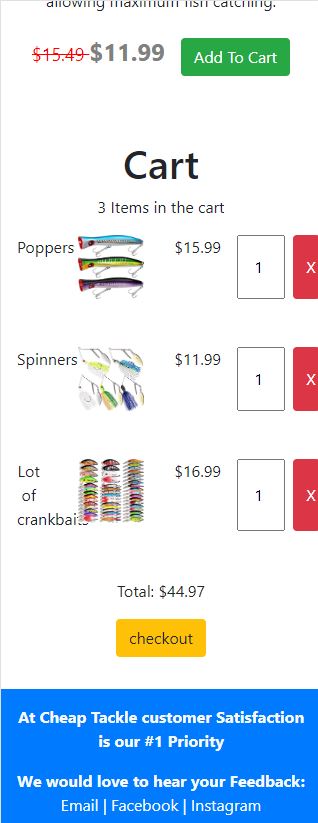 allowing maximum fish catching.
$15.49 $11.99 Add To Cart
Cart
3 Items in the cart
Poppers $15.99 1 X
Spinners $11.99 1 X
Lot
of
crankbaits $16.99 1 X
Total: $44.97
checkout
At Cheap Tackle customer Satisfaction
is our #1 Priority
We would love to hear your Feedback:
Email | Facebook | Instagram